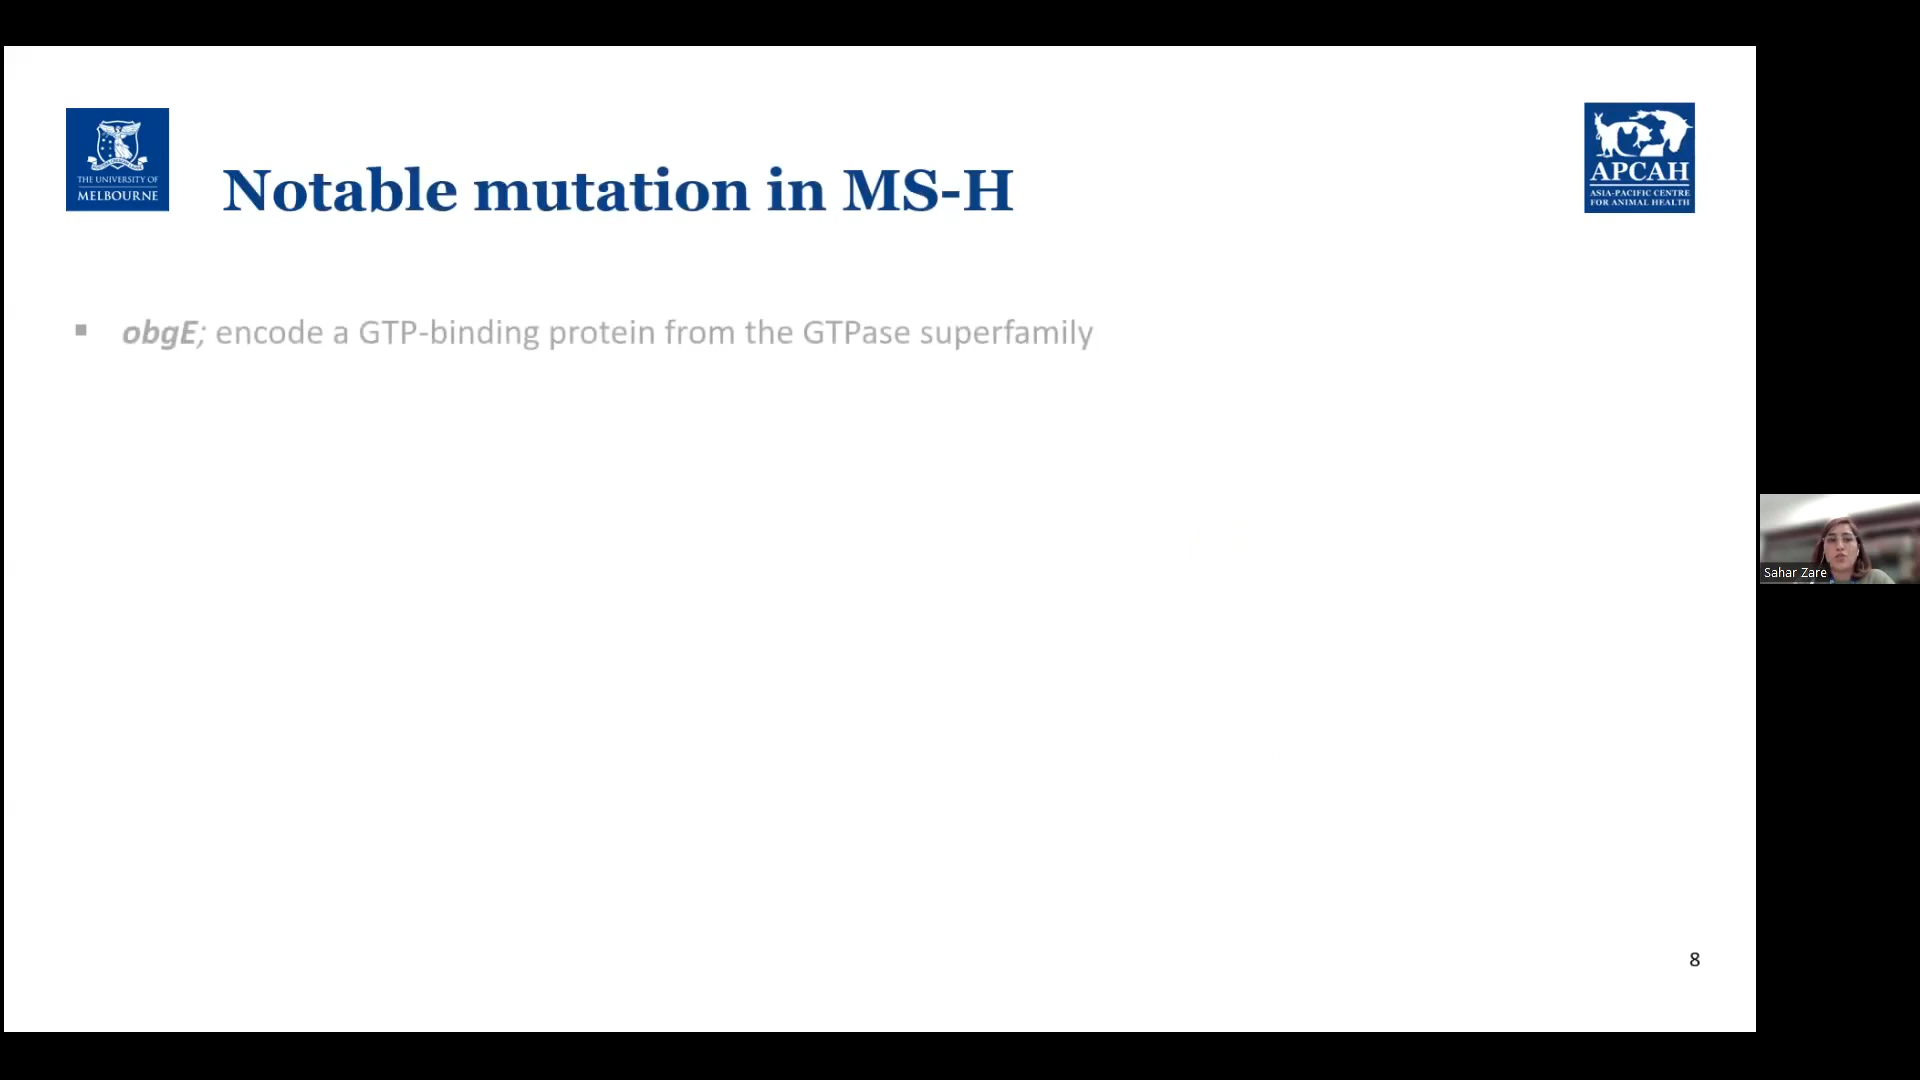 THE UNIVERSITY OF
MELBOURNE
Notable mutation in MS-H
APCAH
ASIA-PACIFIC CENTRE
FOR ANIMAL HEALTH
▪ obgE; encode a GTP-binding protein from the GTPase superfamily
Sahar Zare
8